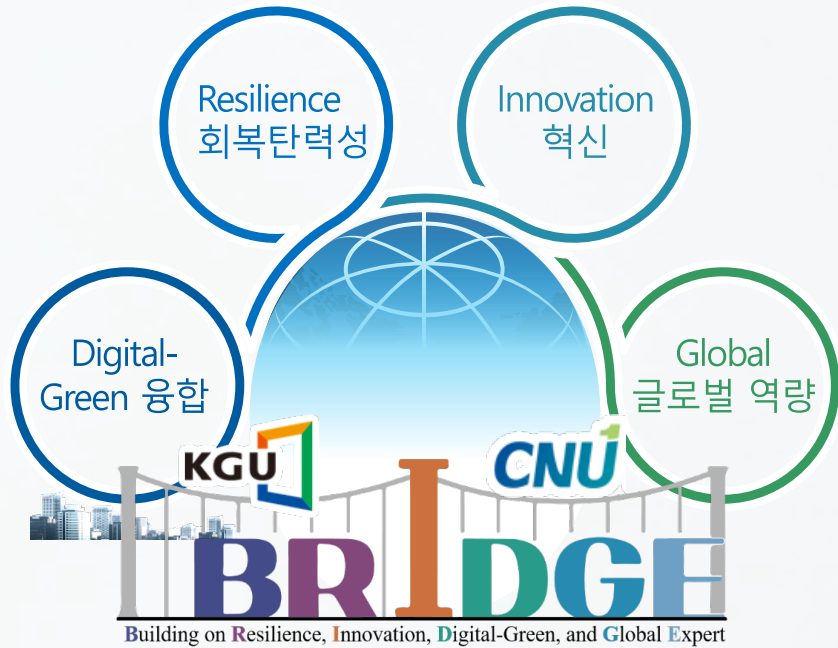 Resilience
회복탄력성
Innovation
혁신
Digital-
Green 융합
Global
글로벌 역량
KGU
CNU1
BRIDGE
Building on Resilience, Innovation, Digital-Green, and Global Expert